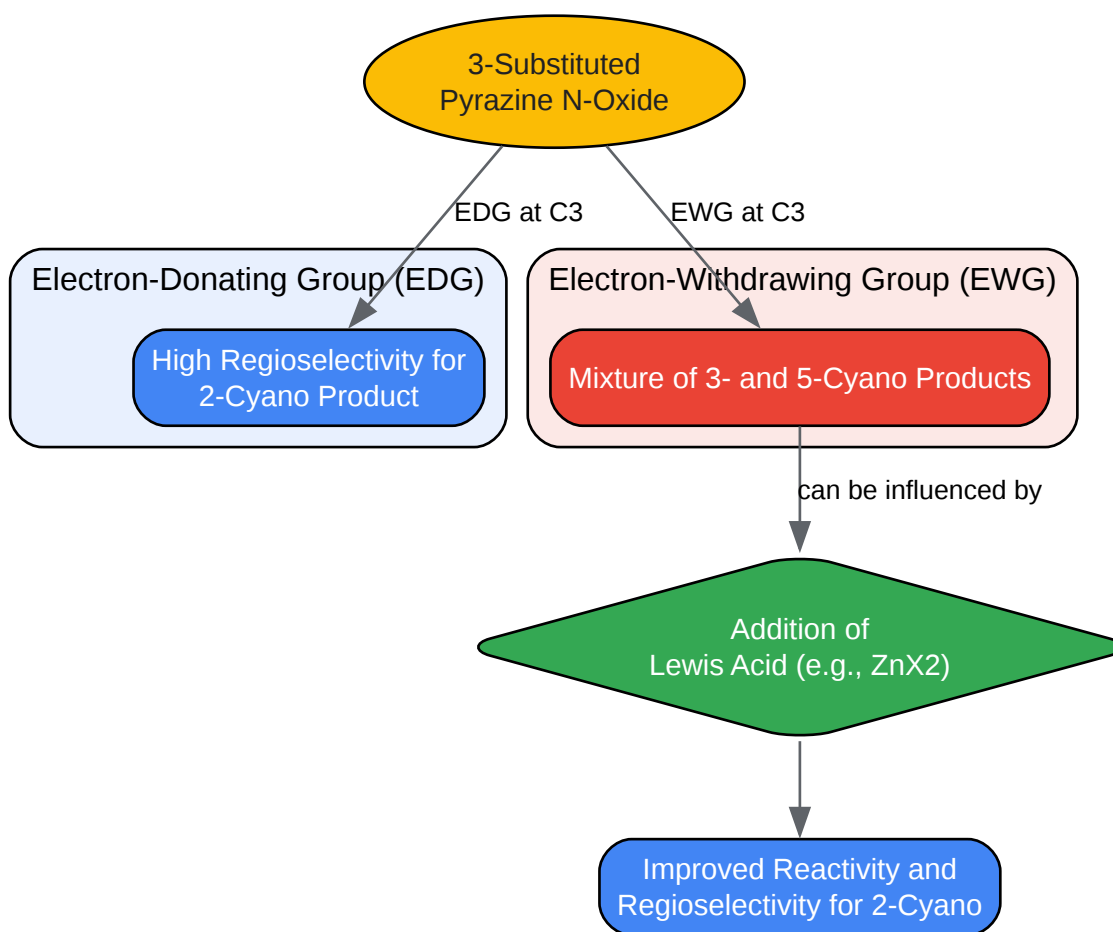 3-Substituted
Pyrazine N-Oxide
EDG at C3
EWG at C3
Electron-Donating Group (EDG)
Electron-Withdrawing Group (EWG)
High Regioselectivity for
2-Cyano Product
Mixture of 3- and 5-Cyano Products
can be influenced by
Addition of
Lewis Acid (e.g., ZnX2)
Improved Reactivity and
Regioselectivity for 2-Cyano